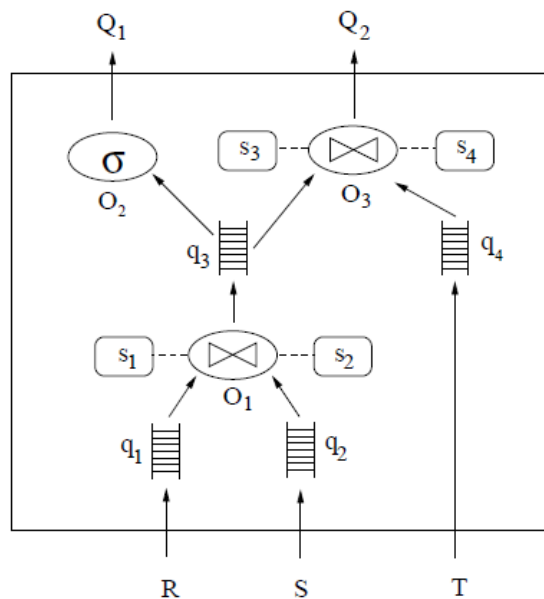 Q1 Q2
σ s3 ⋈ s4
O2 O3
q3 q4
s1 ⋈ s2
O1
q1 q2
R S T